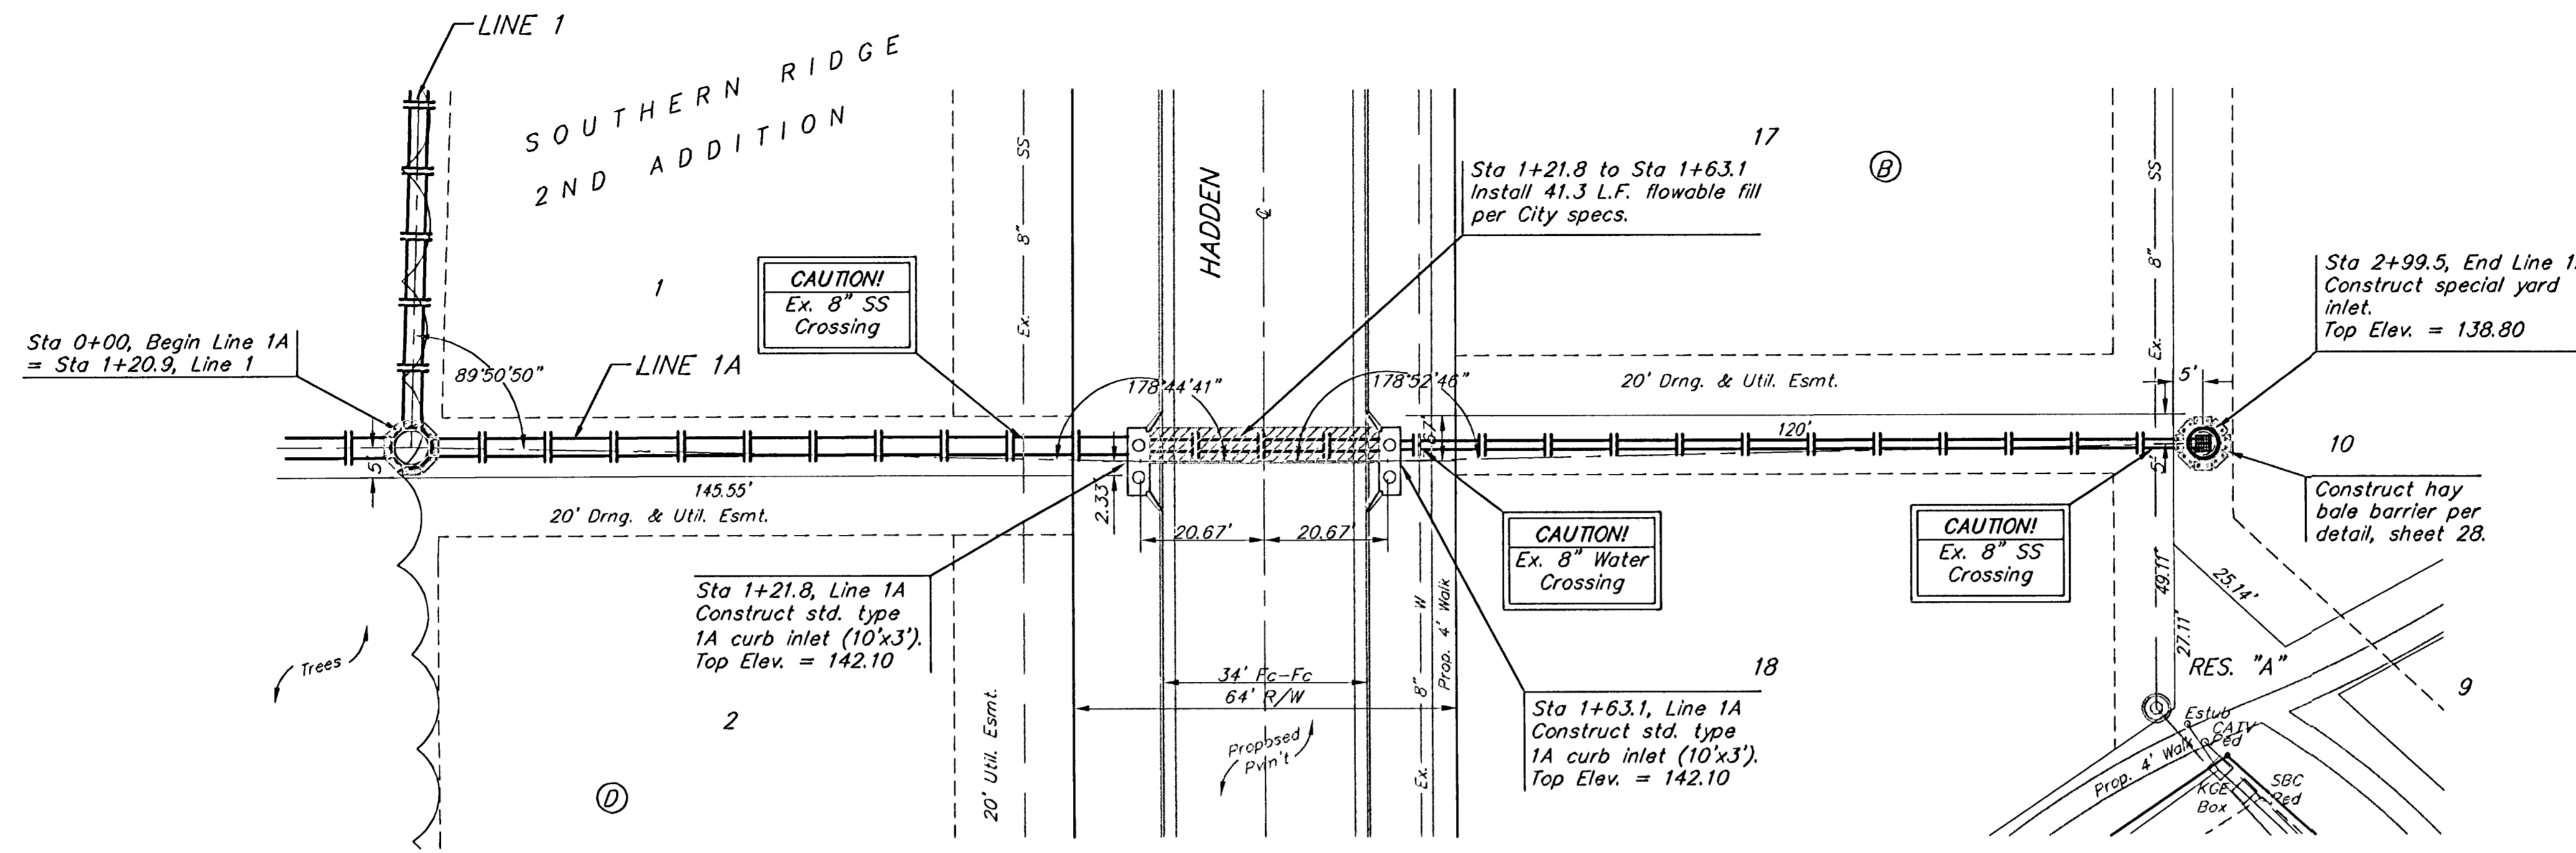 LINE 1
SOUTHERN RIDGE
2ND ADDITION
1
Sta 0+00, Begin Line 1A
= Sta 1+20.9, Line 1
89°50'50"
LINE 1A
CAUTION!
Ex. 8" SS
Crossing
Ex. 8" SS
HADDEN
℄
Sta 1+21.8 to Sta 1+63.1
Install 41.3 L.F. flowable fill
per City specs.
17
B
Ex. 8" SS
Sta 2+99.5, End Line
Construct special yard
inlet.
Top Elev. = 138.80
178°44'41"
178°52'46"
20' Drng. & Util. Esmt.
5'
120'
5'
145.55'
20' Drng. & Util. Esmt.
2.33'
20.67'
20.67'
5'
10
Construct hay
bale barrier per
detail, sheet 28.
CAUTION!
Ex. 8" Water
Crossing
CAUTION!
Ex. 8" SS
Crossing
Sta 1+21.8, Line 1A
Construct std. type
1A curb inlet (10'x3').
Top Elev. = 142.10
Trees
2
D
20' Util. Esmt.
34' Fc-Fc
64' R/W
Proposed
Pvm't
Ex. 8" W
Prop. 4' Walk
18
Sta 1+63.1, Line 1A
Construct std. type
1A curb inlet (10'x3').
Top Elev. = 142.10
49.11'
27.11'
25.14'
RES. "A"
9
Estub
CATV
Ped
Prop. 4' Walk
KGE
Box
SBC
Ped